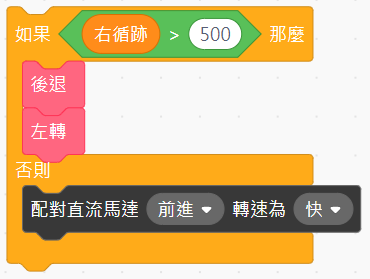 如果 右循跡 > 500 那麼
後退
左轉
否則
配對直流馬達 前進 轉速為 快